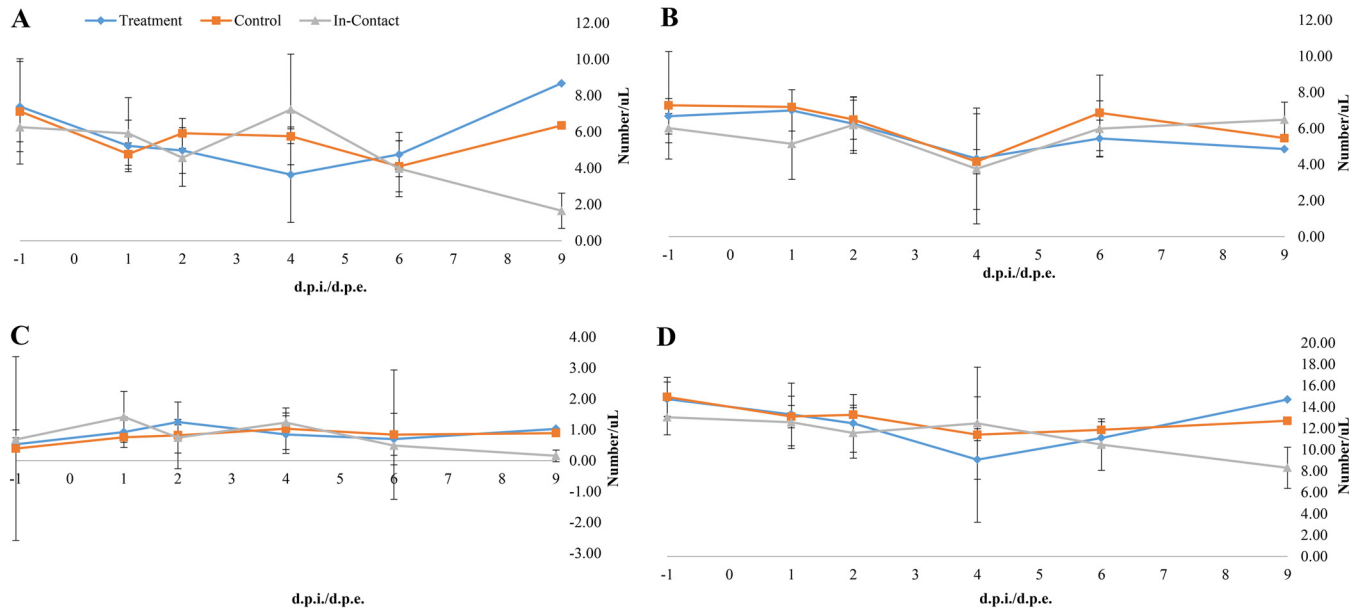 A
Treatment Control In-Contact
12.00
10.00
8.00
6.00
4.00
2.00
0.00
Number/uL
-1 0 1 2 4 5 6 7 8 9
d.p.i./d.p.e.
B
12.00
10.00
8.00
6.00
4.00
2.00
0.00
Number/uL
-1 0 1 2 4 5 6 7 8 9
d.p.i./d.p.e.
C
4.00
3.00
2.00
1.00
0.00
-1.00
-2.00
-3.00
Number/uL
-1 0 1 2 3 4 5 6 7 8 9
d.p.i./d.p.e.
D
20.00
18.00
16.00
14.00
12.00
10.00
8.00
6.00
4.00
2.00
0.00
Number/uL
-1 0 1 2 3 4 5 6 7 8 9
d.p.i./d.p.e.